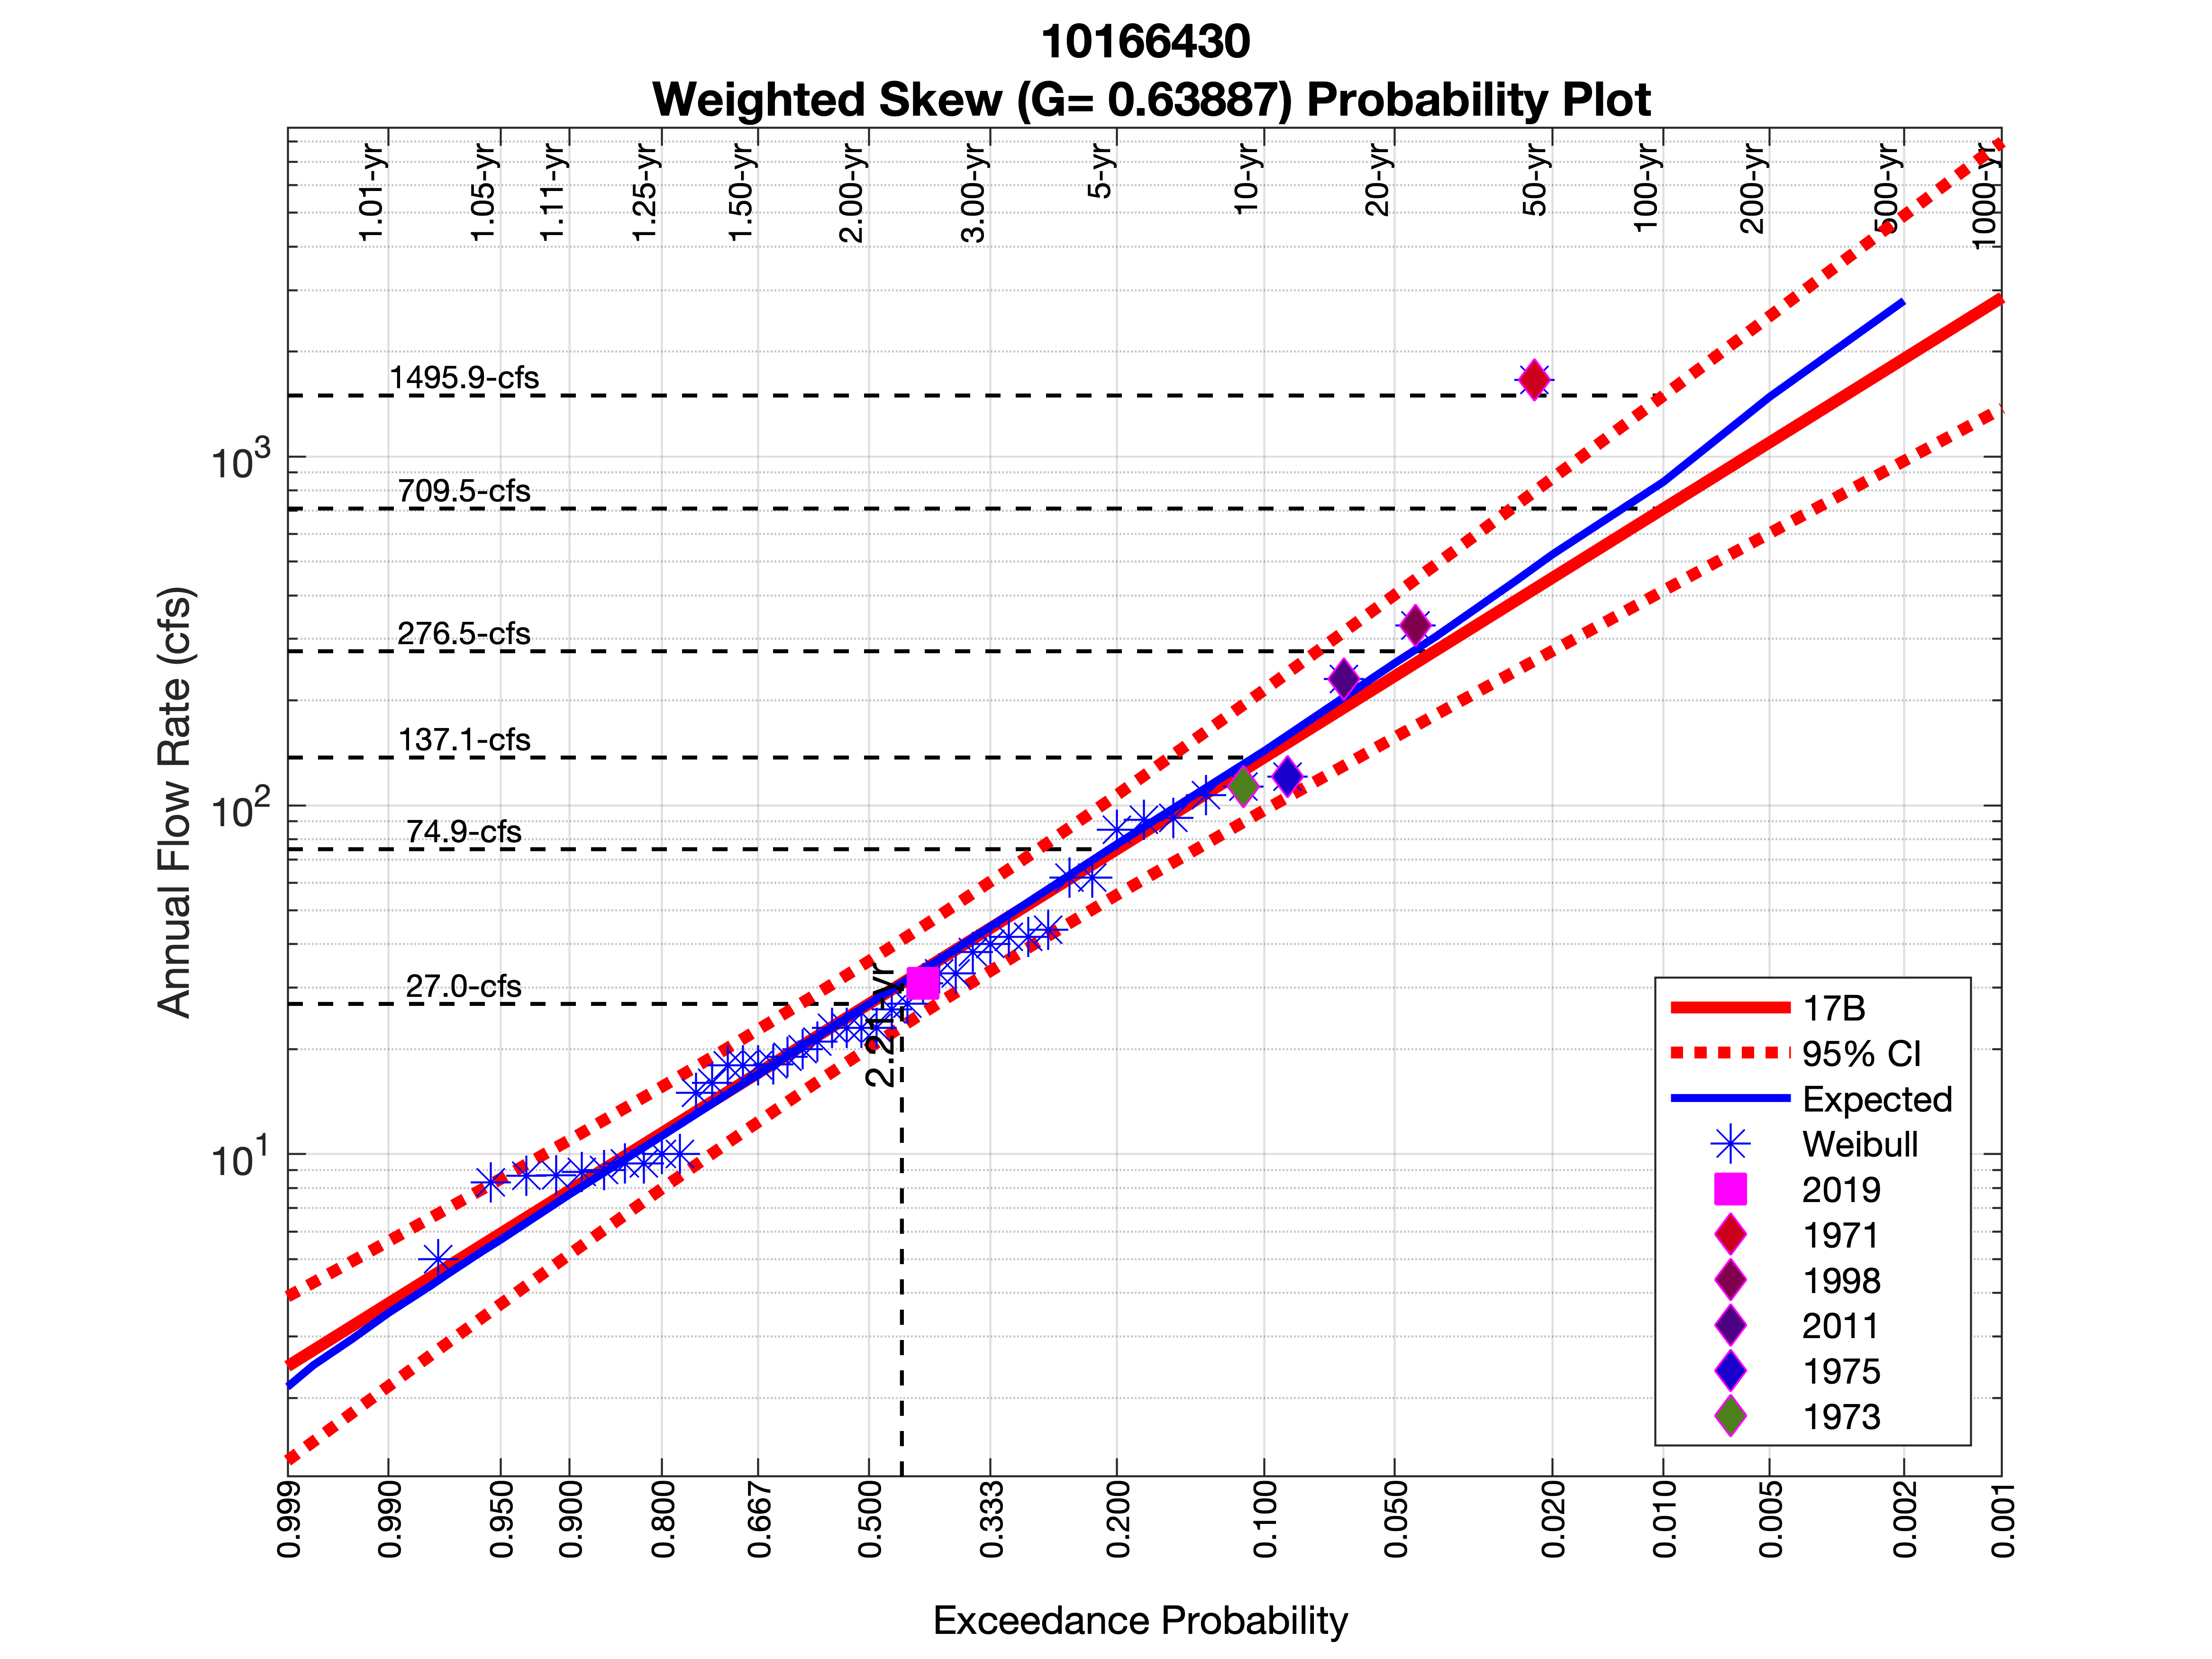 10166430
Weighted Skew (G= 0.63887) Probability Plot
1.01-yr
1.05-yr
1.11-yr
1.25-yr
1.50-yr
2.00-yr
3.00-yr
5-yr
10-yr
20-yr
50-yr
100-yr
200-yr
500-yr
1000-yr
1495.9-cfs
10³
709.5-cfs
276.5-cfs
137.1-cfs
10²
74.9-cfs
27.0-cfs
10¹
2.21-yr
Annual Flow Rate (cfs)
17B
95% CI
Expected
Weibull
2019
1971
1998
2011
1975
1973
0.999
0.990
0.950
0.900
0.800
0.667
0.500
0.333
0.200
0.100
0.050
0.020
0.010
0.005
0.002
0.001
Exceedance Probability